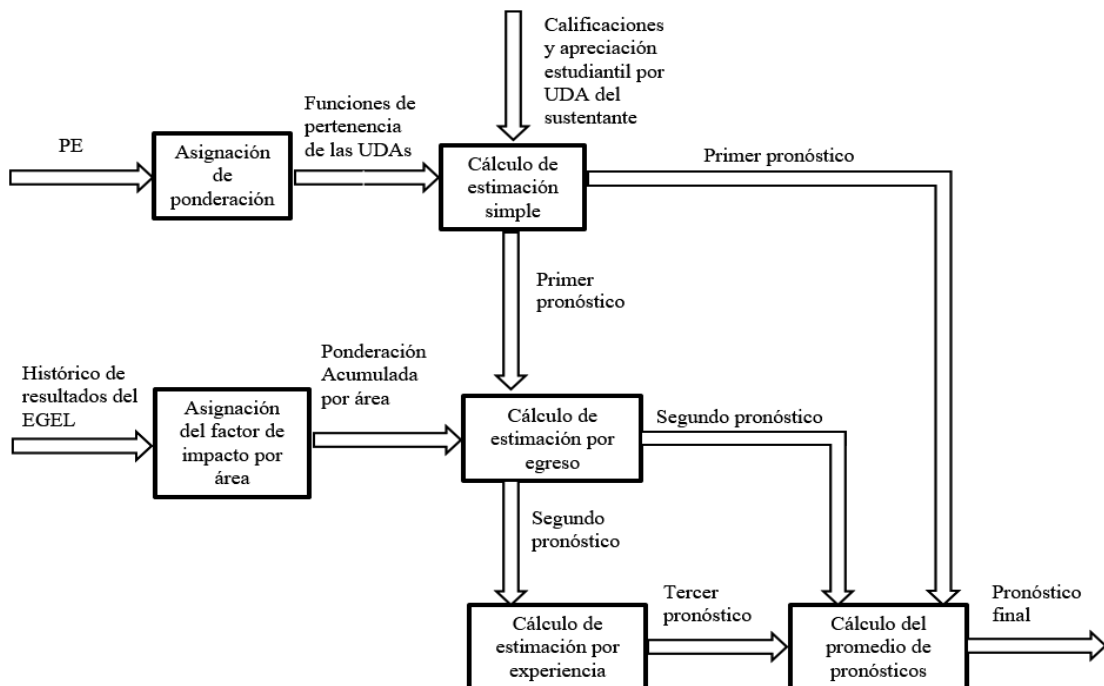 Calificaciones
y apreciación
estudiantil por
UDA del
sustentante
PE
Asignación
de
ponderación
Funciones de
pertenencia
de las UDAs
Cálculo de
estimación
simple
Primer pronóstico
Primer
pronóstico
Histórico de
resultados del
EGEL
Asignación
del factor de
impacto por
área
Ponderación
Acumulada
por área
Cálculo de
estimación por
egreso
Segundo pronóstico
Segundo
pronóstico
Cálculo de
estimación por
experiencia
Tercer
pronóstico
Cálculo del
promedio de
pronósticos
Pronóstico
final